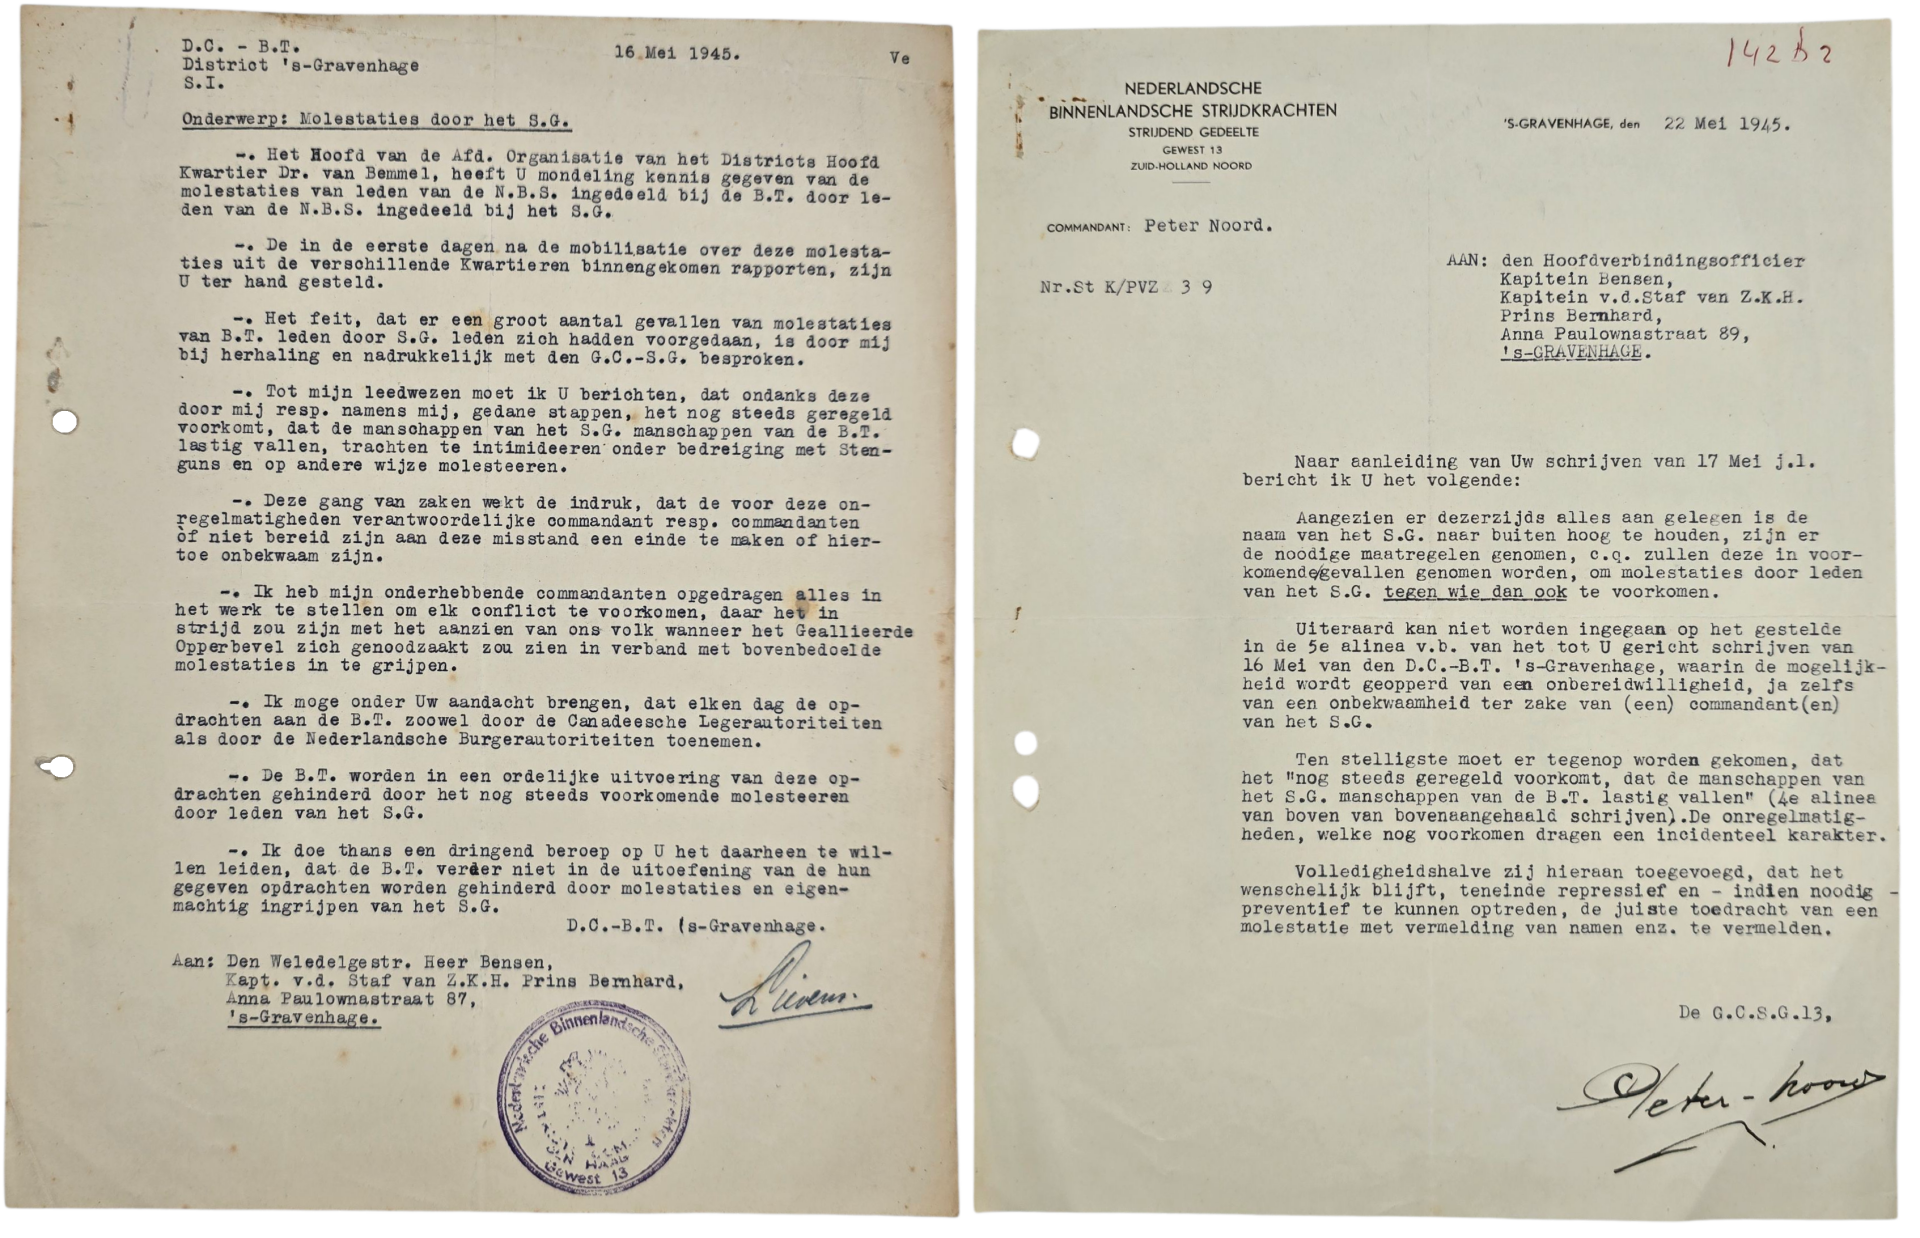 D.C. - B.T.
District 's-Gravenhage
S.I.
16 Mei 1945.
Ve
Onderwerp: Molestaties door het S.G.
-. Het Hoofd van de Afd. Organisatie van het Districts Hoofd
Kwartier Dr. van Bemmel, heeft U mondeling kennis gegeven van de
molestaties van leden van de N.B.S. ingedeeld bij de B.T. door le-
den van de N.B.S. ingedeeld bij het S.G.
-. De in de eerste dagen na de mobilisatie over deze molesta-
ties uit de verschillende Kwartieren binnengekomen rapporten, zijn
U ter hand gesteld.
-. Het feit, dat er een groot aantal gevallen van molestaties
van B.T. leden door S.G. leden zich hadden voorgedaan, is door mij
bij herhaling en nadrukkelijk met den G.C.-S.G. besproken.
-. Tot mijn leedwezen moet ik U berichten, dat ondanks deze
door mij resp. namens mij, gedane stappen, het nog steeds geregeld
voorkomt, dat de manschappen van het S.G. manschappen van de B.T.
lastig vallen, trachten te intimideeren onder bedreiging met Sten-
guns en op andere wijze molesteeren.
-. Deze gang van zaken wekt de indruk, dat de voor deze on-
regelmatigheden verantwoordelijke commandant resp. commandanten
òf niet bereid zijn aan deze misstand een einde te maken of hier-
toe onbekwaam zijn.
-. Ik heb mijn onderhebbende commandanten opgedragen alles in
het werk te stellen om elk conflict te voorkomen, daar het in
strijd zou zijn met het aanzien van ons volk wanneer het Geallieerde
Opperbevel zich genoodzaakt zou zien in verband met bovenbedoelde
molestaties in te grijpen.
-. Ik moge onder Uw aandacht brengen, dat elken dag de op-
drachten aan de B.T. zoowel door de Canadeesche Legerautoriteiten
als door de Nederlandsche Burgerautoriteiten toenemen.
-. De B.T. worden in een ordelijke uitvoering van deze op-
drachten gehinderd door het nog steeds voorkomende molesteeren
door leden van het S.G.
-. Ik doe thans een dringend beroep op U het daarheen te wil-
len leiden, dat de B.T. verder niet in de uitoefening van de hun
gegeven opdrachten worden gehinderd door molestaties en eigen-
machtig ingrijpen van het S.G.
D.C.-B.T. 's-Gravenhage.
Aan: Den Weledelgestr. Heer Bensen,
Kapt. v.d. Staf van Z.K.H. Prins Bernhard,
Anna Paulownastraat 87,
's-Gravenhage.
Lievens.
Nederlandsche Binnenlandsche Strijdkrachten
DEN HAAG
Gewest 13
142 B 2
NEDERLANDSCHE
BINNENLANDSCHE STRIJDKRACHTEN
STRIJDEND GEDEELTE
GEWEST 13
ZUID-HOLLAND NOORD
'S-GRAVENHAGE, den 22 Mei 1945.
COMMANDANT: Peter Noord.
Nr.St K/PVZ 3 9
AAN: den Hoofdverbindingsofficier
Kapitein Bensen,
Kapitein v.d.Staf van Z.K.H.
Prins Bernhard,
Anna Paulownastraat 89,
's-GRAVENHAGE.
Naar aanleiding van Uw schrijven van 17 Mei j.l.
bericht ik U het volgende:
Aangezien er dezerzijds alles aan gelegen is de
naam van het S.G. naar buiten hoog te houden, zijn er
de noodige maatregelen genomen, c.q. zullen deze in voor-
komende/gevallen genomen worden, om molestaties door leden
van het S.G. tegen wie dan ook te voorkomen.
Uiteraard kan niet worden ingegaan op het gestelde
in de 5e alinea v.b. van het tot U gericht schrijven van
16 Mei van den D.C.-B.T. 's-Gravenhage, waarin de mogelijk-
heid wordt geopperd van een onbereidwilligheid, ja zelfs
van een onbekwaamheid ter zake van (een) commandant(en)
van het S.G.
Ten stelligste moet er tegenop worden gekomen, dat
het "nog steeds geregeld voorkomt, dat de manschappen van
het S.G. manschappen van de B.T. lastig vallen" (4e alinea
van boven van bovenaangehaald schrijven).De onregelmatig-
heden, welke nog voorkomen dragen een incidenteel karakter.
Volledigheidshalve zij hieraan toegevoegd, dat het
wenschelijk blijft, teneinde repressief en - indien noodig -
preventief te kunnen optreden, de juiste toedracht van een
molestatie met vermelding van namen enz. te vermelden.
De G.C.S.G.13,
Peter-Noord